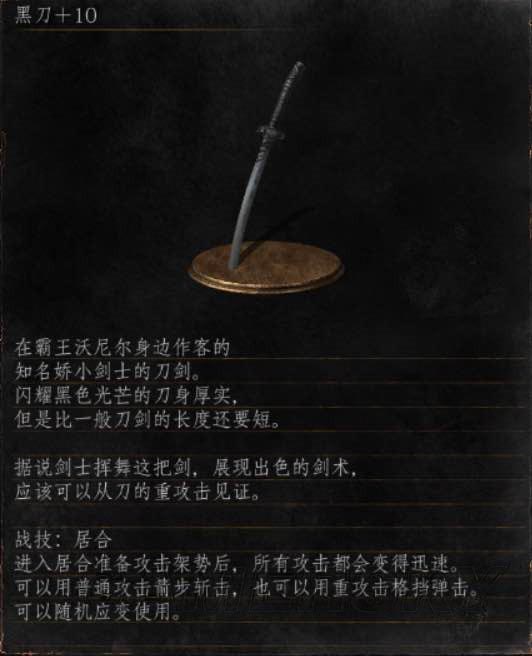 黑刀+10
在霸王沃尼尔身边作客的
知名娇小剑士的刀剑。
闪耀黑色光芒的刀身厚实，
但是比一般刀剑的长度还要短。
据说剑士挥舞这把剑，展现出色的剑术，
应该可以从刀的重攻击见证。
战技：居合
进入居合准备攻击架势后，所有攻击都会变得迅速。
可以用普通攻击箭步斩击，也可以用重攻击格挡弹击。
可以随机应变使用。